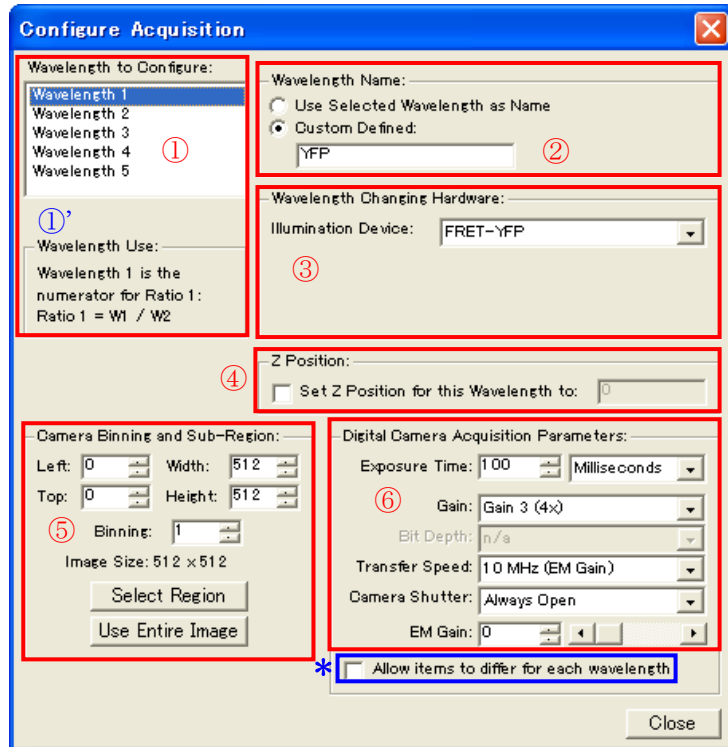 Configure Acquisition
Wavelength to Configure:
Wavelength 1
Wavelength 2
Wavelength 3
Wavelength 4
Wavelength 5
①
①’
Wavelength Use:
Wavelength 1 is the
numerator for Ratio 1:
Ratio 1 = W1 / W2
Wavelength Name:
Use Selected Wavelength as Name
Custom Defined:
YFP
②
Wavelength Changing Hardware:
Illumination Device: FRET-YFP
③
Z Position:
④
Set Z Position for this Wavelength to: 0
Camera Binning and Sub-Region:
Left: 0 Width: 512
Top: 0 Height: 512
⑤
Binning: 1
Image Size: 512 x 512
Select Region
Use Entire Image
Digital Camera Acquisition Parameters:
Exposure Time: 100 Milliseconds
⑥
Gain: Gain 3 (4x)
Bit Depth: n/a
Transfer Speed: 10 MHz (EM Gain)
Camera Shutter: Always Open
EM Gain: 0
* Allow items to differ for each wavelength
Close